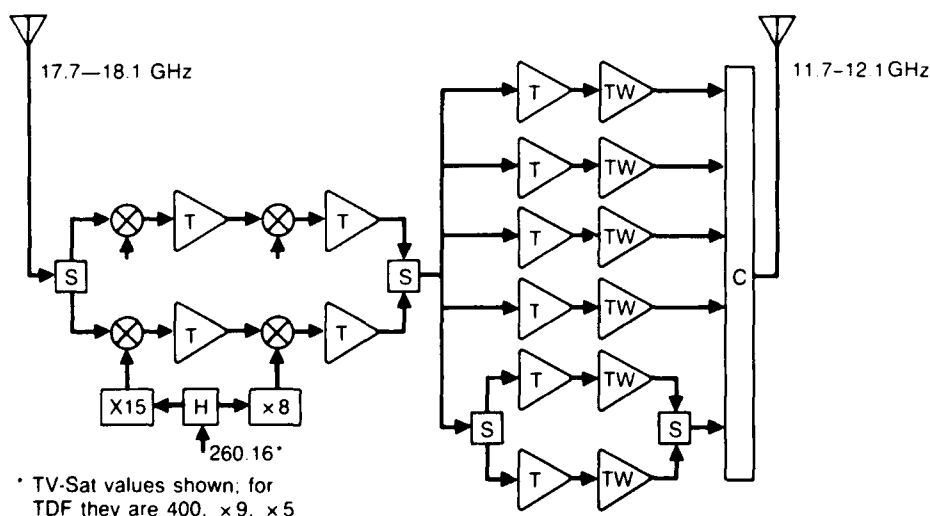 17.7—18.1 GHz
11.7-12.1 GHz
T TW
T TW
T T
T TW
S S
C
T T
T TW
T TW
X15 H ×8
S S
260.16*
T TW
* TV-Sat values shown; for
TDF they are 400, ×9, ×5